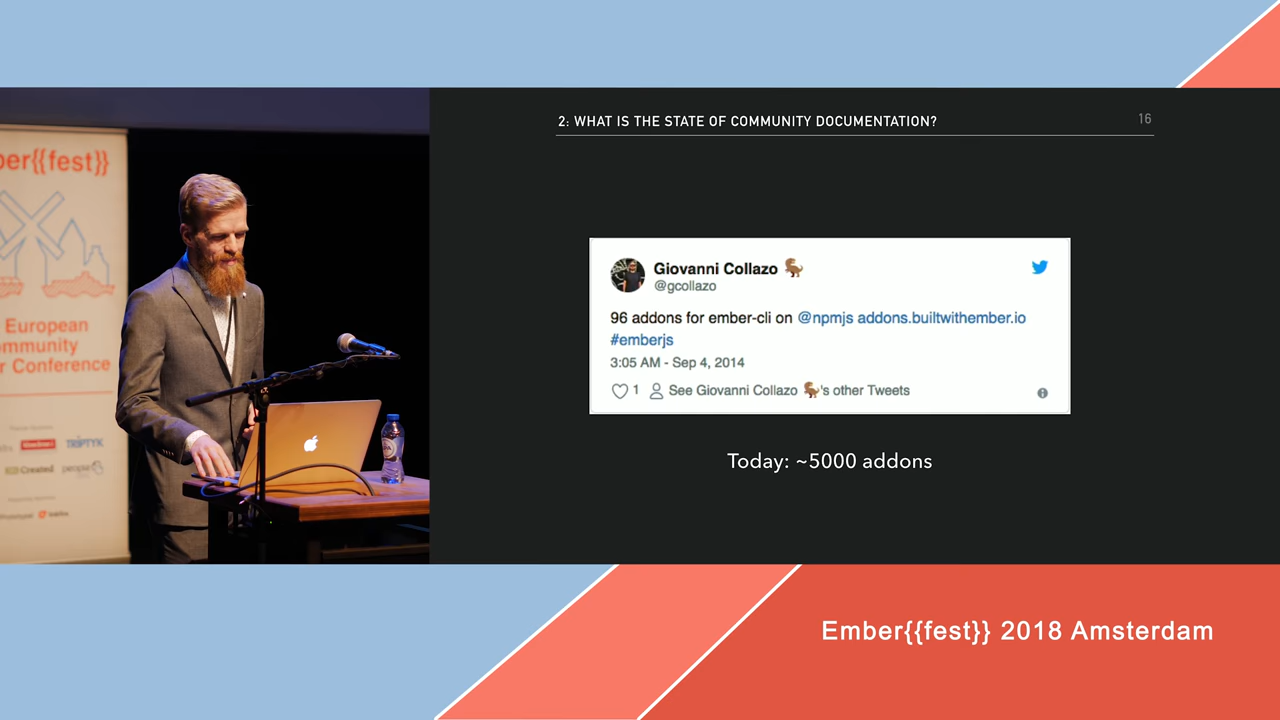 2: WHAT IS THE STATE OF COMMUNITY DOCUMENTATION?
16
Giovanni Collazo
@gcollazo
96 addons for ember-cli on @npmjs addons.builtwithember.io
#emberjs
3:05 AM - Sep 4, 2014
1 See Giovanni Collazo 's other Tweets
Today: ~5000 addons
er{{fest}}
European
mmunity
r Conference
TRIPTYK
Created
Ember{{fest}} 2018 Amsterdam